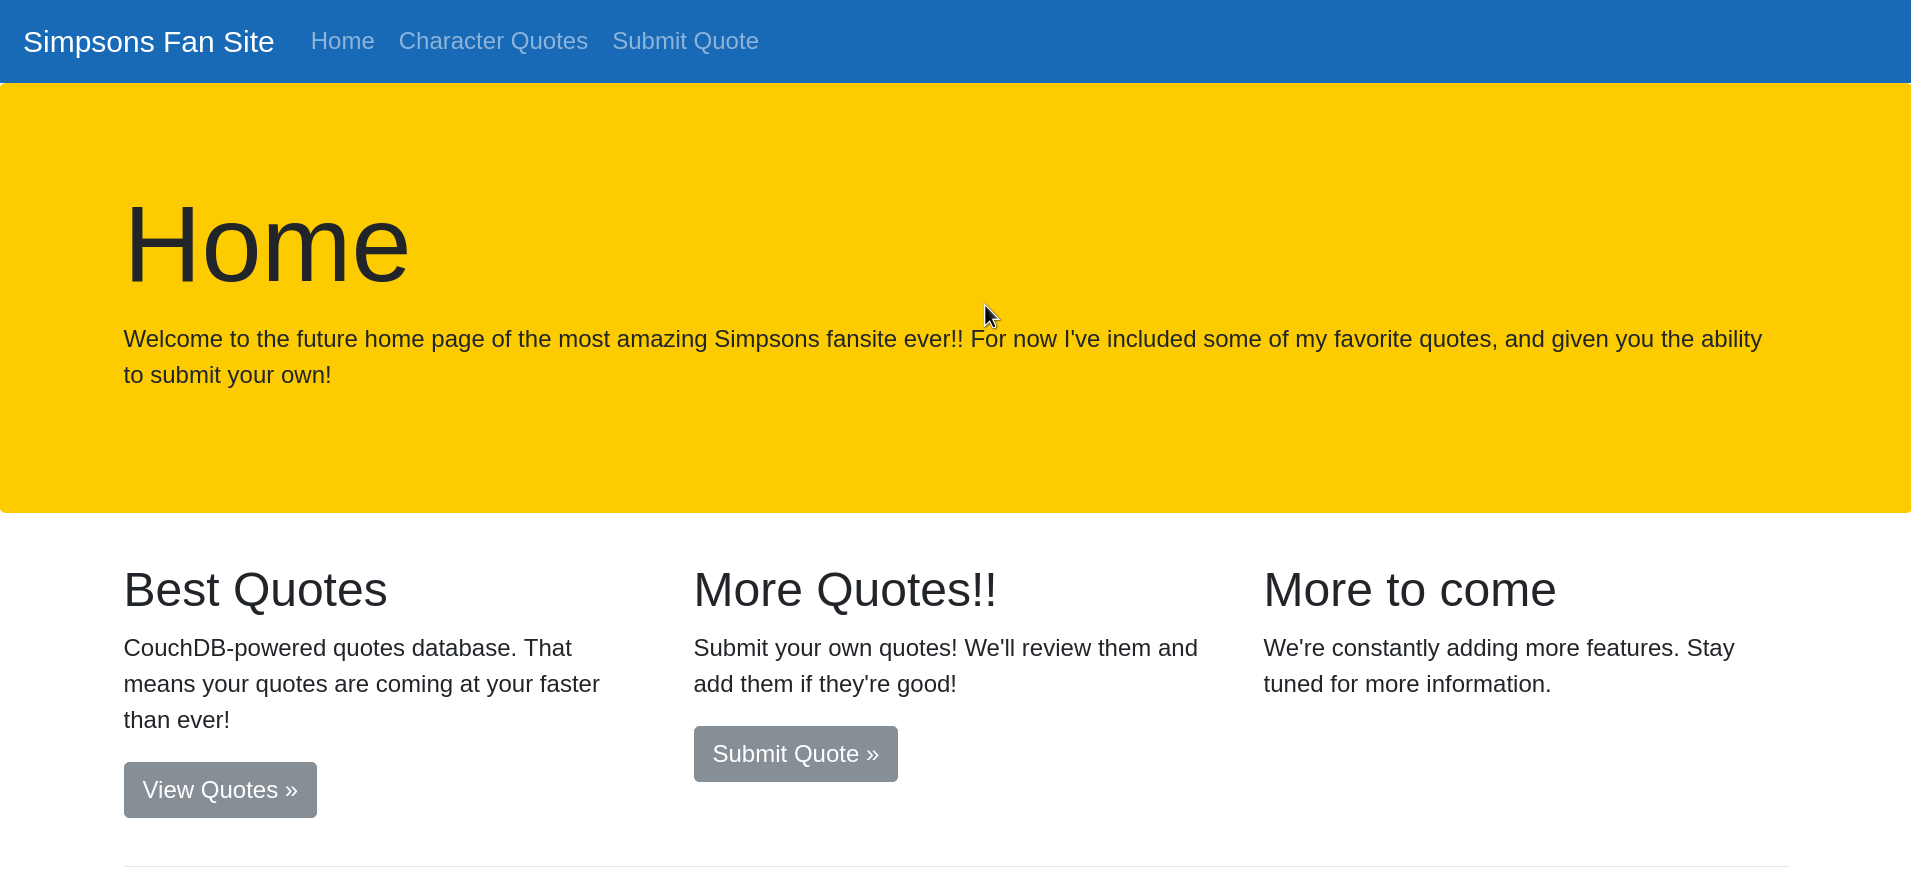 Simpsons Fan Site Home Character Quotes Submit Quote
Home
Welcome to the future home page of the most amazing Simpsons fansite ever!! For now I've included some of my favorite quotes, and given you the ability
to submit your own!
Best Quotes
CouchDB-powered quotes database. That
means your quotes are coming at your faster
than ever!
View Quotes »
More Quotes!!
Submit your own quotes! We'll review them and
add them if they're good!
Submit Quote »
More to come
We're constantly adding more features. Stay
tuned for more information.